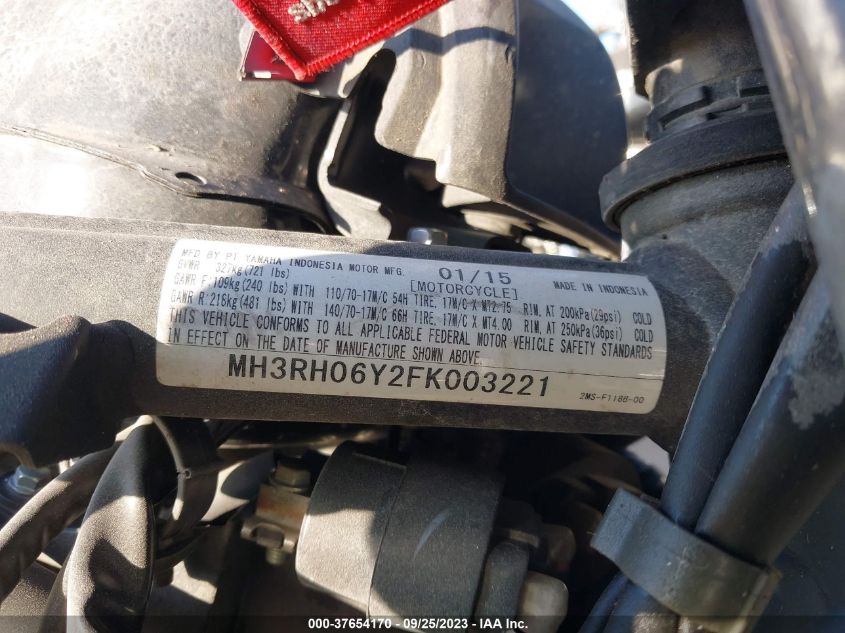 MFD BY PT YAMAHA INDONESIA MOTOR MFG. 01/15 MADE IN INDONESIA
GVWR 327kg(721 lbs) [MOTORCYCLE]
GAWR F:109kg(240 lbs)WITH 110/70-17M/C 54H TIRE, 17M/C X MT2.75 RIM, AT 200kPa(29psi) COLD
GAWR R:218kg(481 lbs)WITH 140/70-17M/C 66H TIRE, 17M/C X MT4.00 RIM, AT 250kPa(36psi) COLD
THIS VEHICLE CONFORMS TO ALL APPLICABLE FEDERAL MOTOR VEHICLE SAFETY STANDARDS
IN EFFECT ON THE DATE OF MANUFACTURE SHOWN ABOVE.
MH3RH06Y2FK003221
2MS-F118B-00
000-37654170 - 09/25/2023 - IAA Inc.